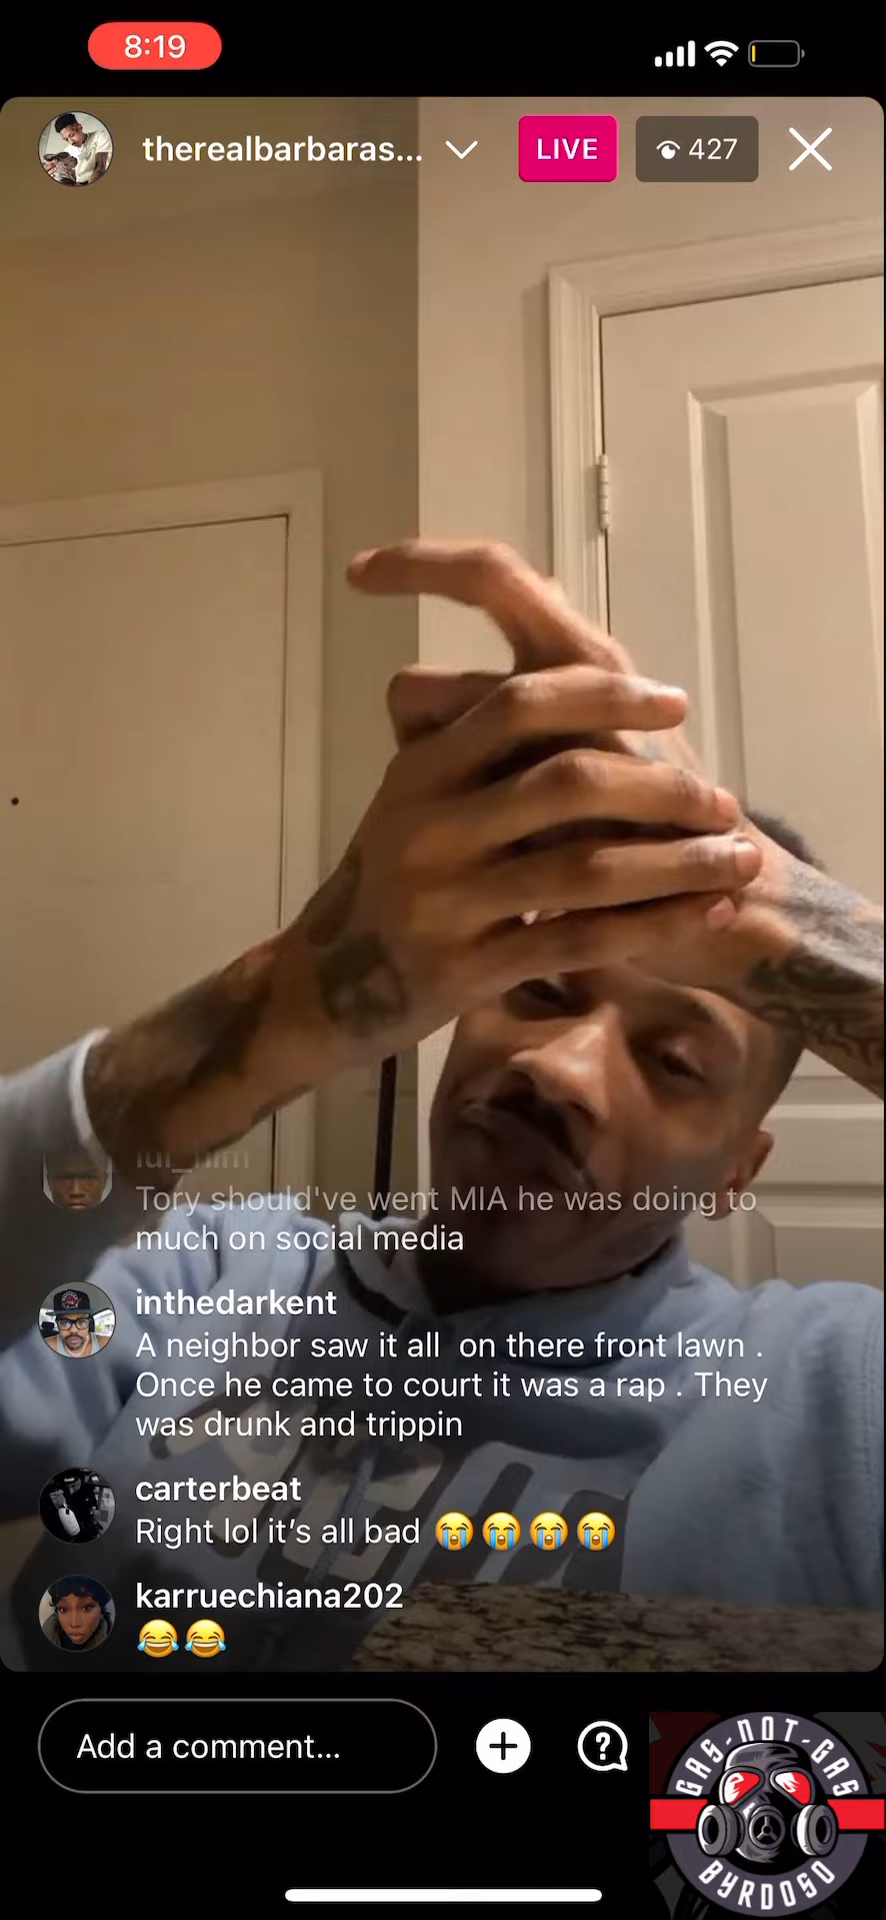 8:19
therealbarbaras...
LIVE
427
Tory should've went MIA he was doing to
much on social media
inthedarkent
A neighbor saw it all on there front lawn .
Once he came to court it was a rap . They
was drunk and trippin
carterbeat
Right lol it's all bad 😭😭😭😭
karruechiana202
😂😂
Add a comment...
GAS-NOT-GAS
BYRDOSO